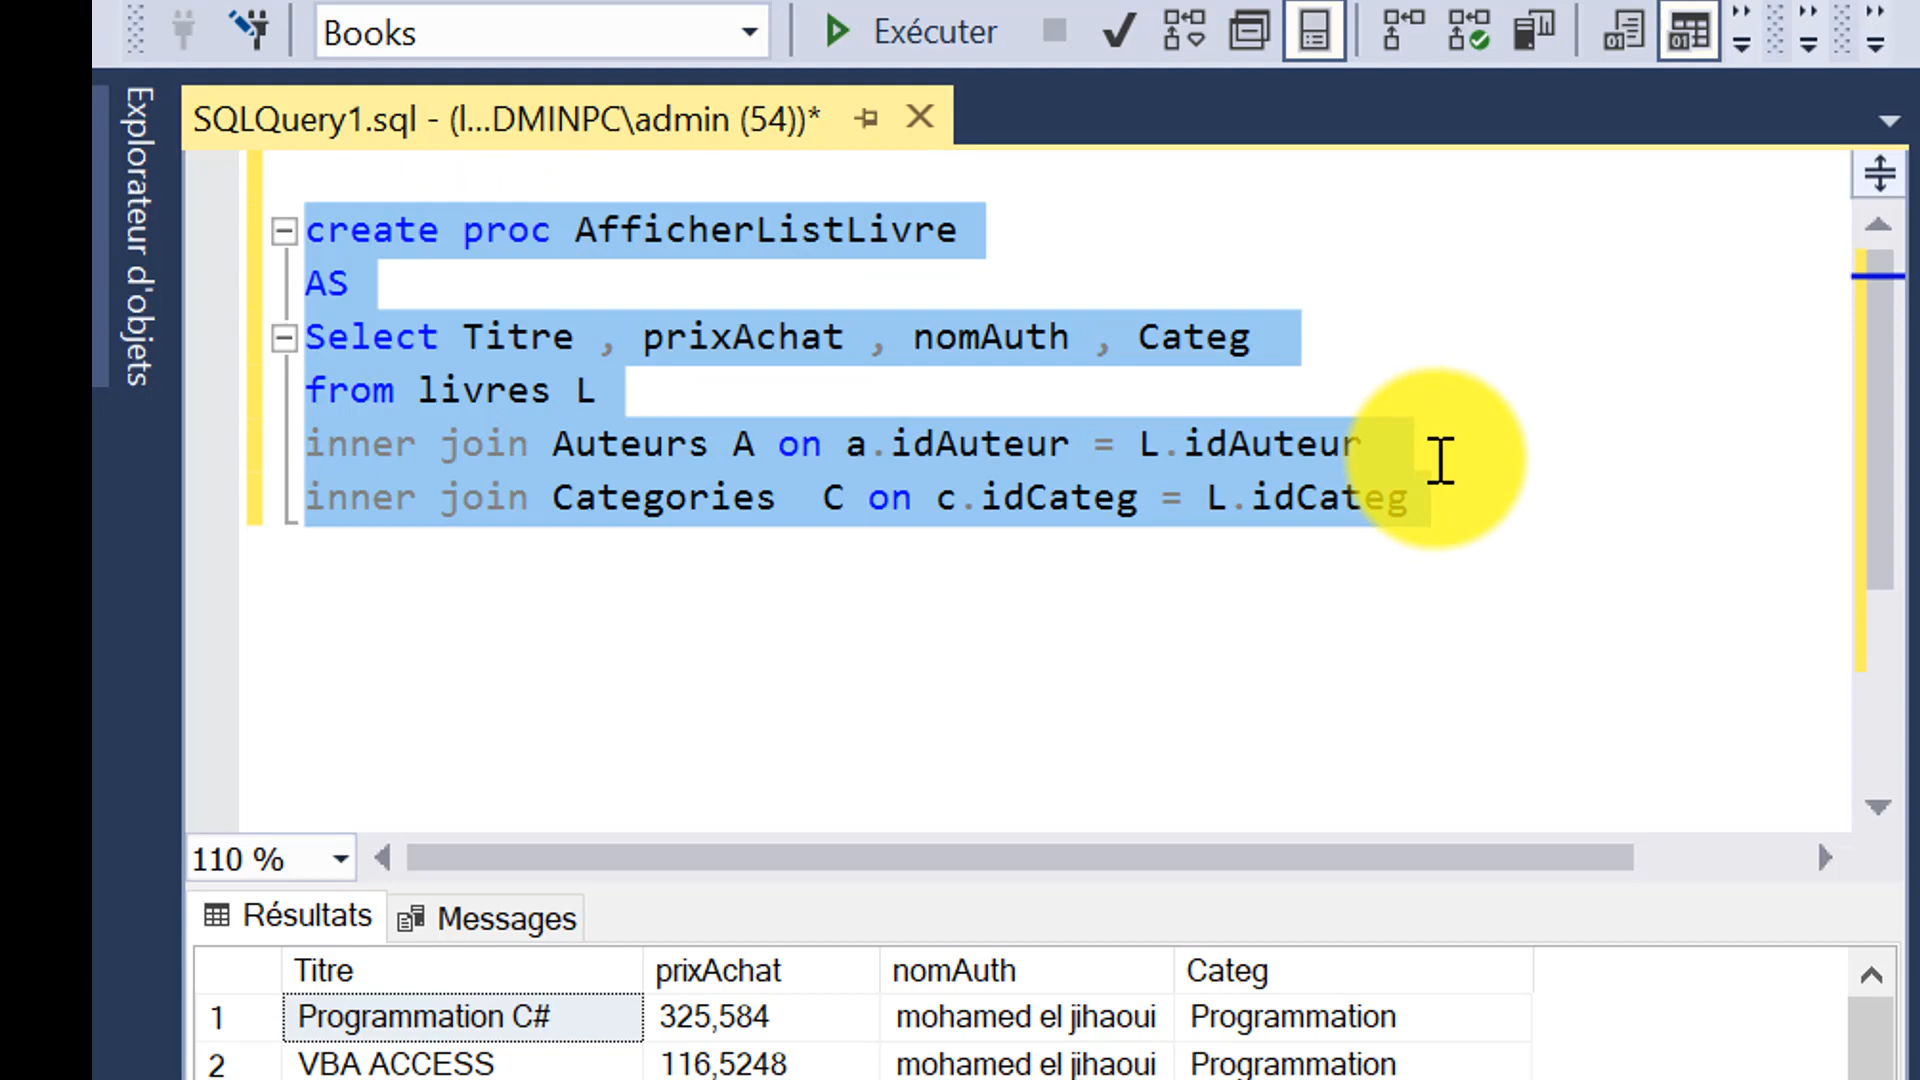 Books Exécuter
Explorateur d'objets
SQLQuery1.sql - (l...DMINPC\admin (54))*
create proc AfficherListLivre
AS
Select Titre , prixAchat , nomAuth , Categ
from livres L
inner join Auteurs A on a.idAuteur = L.idAuteur
inner join Categories  C on c.idCateg = L.idCateg
110 %
Résultats Messages
Titre prixAchat nomAuth Categ
1 Programmation C# 325,584 mohamed el jihaoui Programmation
2 VBA ACCESS 116,5248 mohamed el jihaoui Programmation